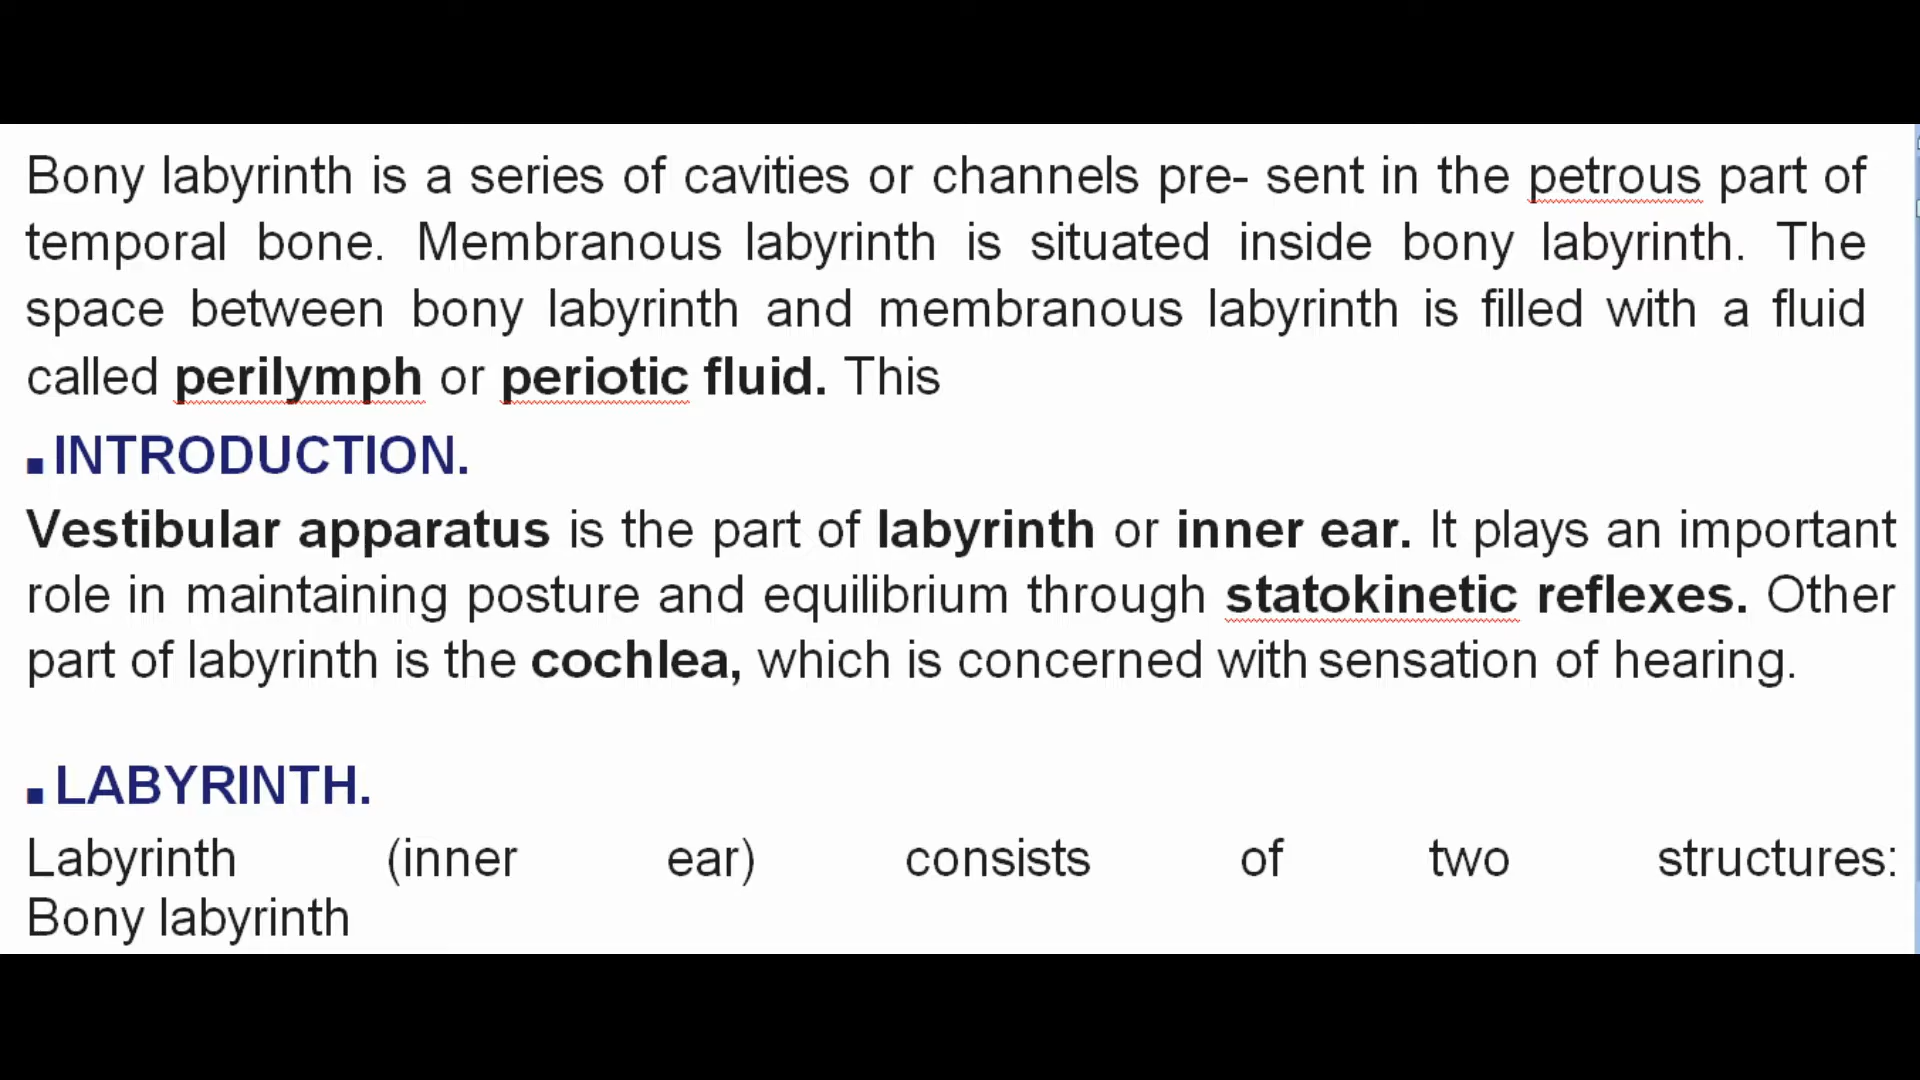 Bony labyrinth is a series of cavities or channels pre- sent in the petrous part of
temporal bone. Membranous labyrinth is situated inside bony labyrinth. The
space between bony labyrinth and membranous labyrinth is filled with a fluid
called perilymph or periotic fluid. This
▪ INTRODUCTION.
Vestibular apparatus is the part of labyrinth or inner ear. It plays an important
role in maintaining posture and equilibrium through statokinetic reflexes. Other
part of labyrinth is the cochlea, which is concerned with sensation of hearing.
▪ LABYRINTH.
Labyrinth (inner ear) consists of two structures:
Bony labyrinth